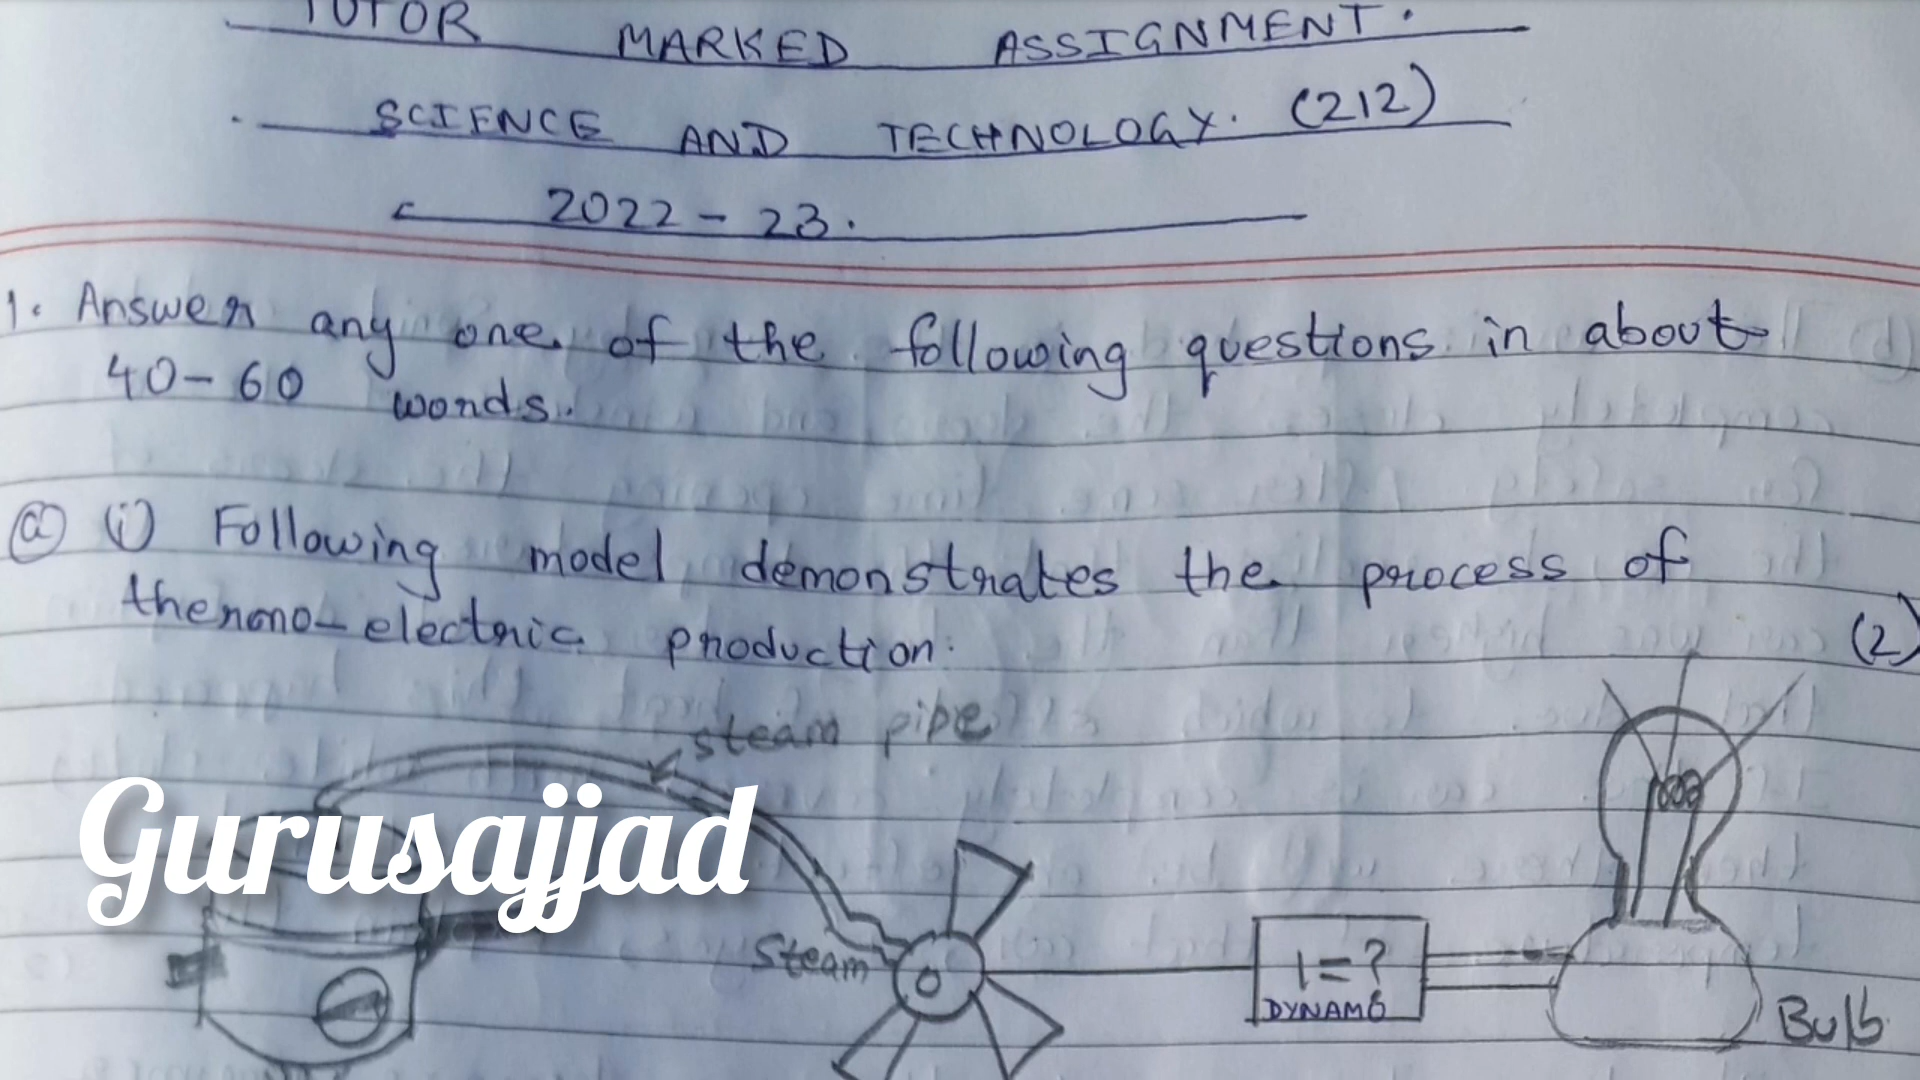 TUTOR MARKED ASSIGNMENT.
SCIENCE AND TECHNOLOGY. (212)
2022-23.
1. Answer any one of the following questions in about
40-60 words.
(a) (i) Following model demonstrates the process of
thermo-electric production. (2)
steam pipe
Gurusajjad
Steam
1=?
DYNAMO
Bulb